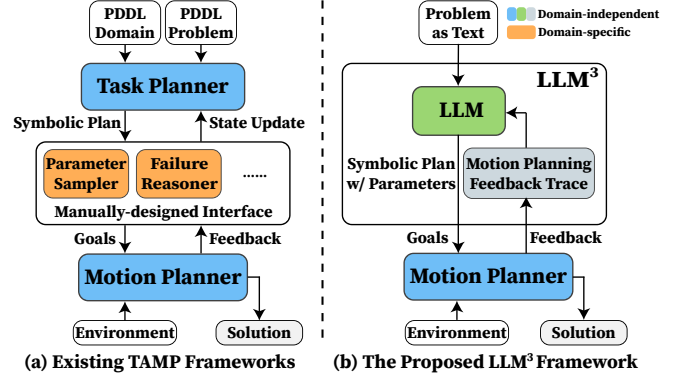 PDDL
Domain
PDDL
Problem
Task Planner
Symbolic Plan
State Update
Parameter
Sampler
Failure
Reasoner
......
Manually-designed Interface
Goals
Feedback
Motion Planner
Environment
Solution
(a) Existing TAMP Frameworks
Problem
as Text
Domain-independent
Domain-specific
LLM³
LLM
Symbolic Plan
w/ Parameters
Motion Planning
Feedback Trace
Goals
Feedback
Motion Planner
Environment
Solution
(b) The Proposed LLM³ Framework